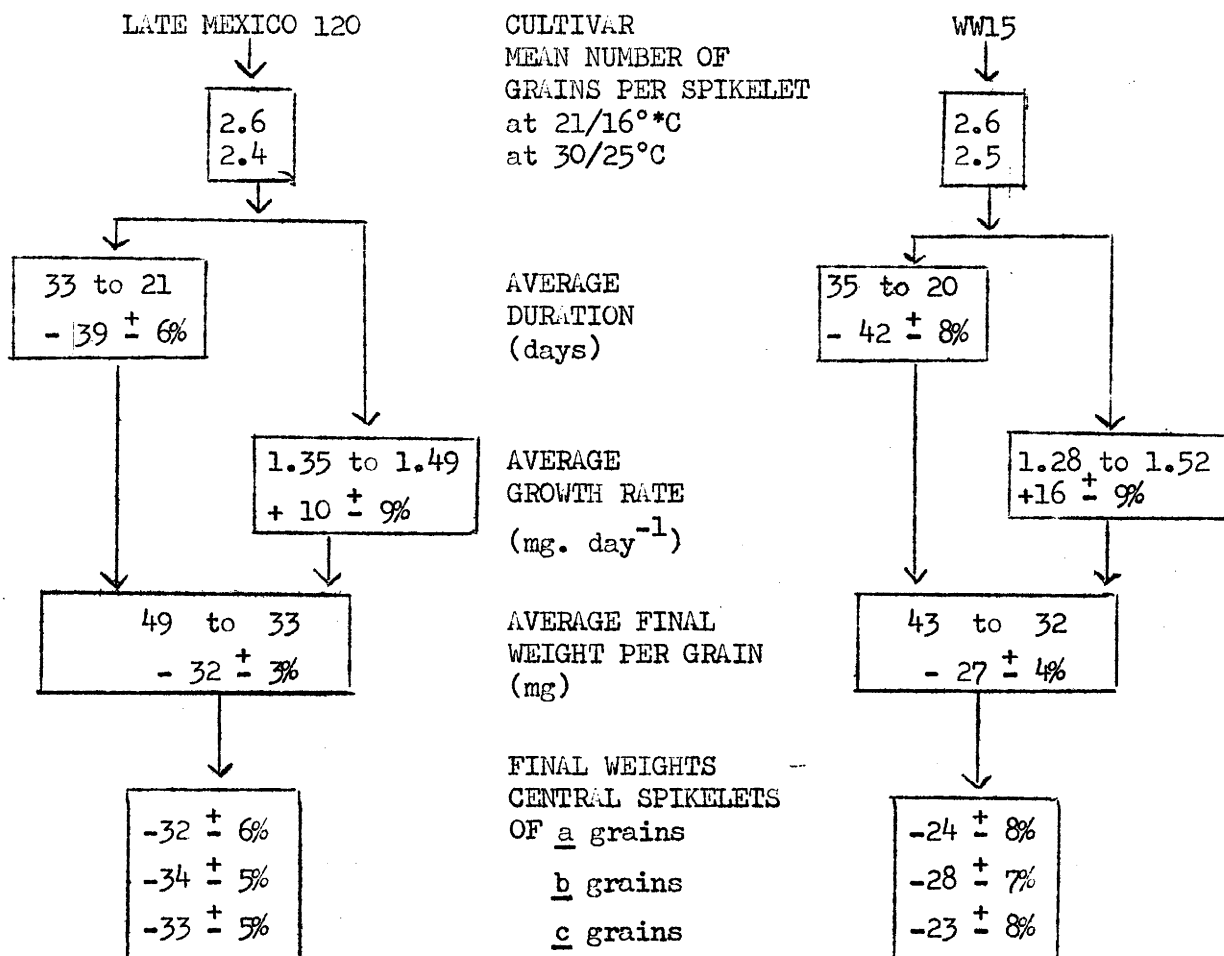 LATE MEXICO 120 CULTIVAR WW15
MEAN NUMBER OF
GRAINS PER SPIKELET
2.6 at 21/16°*C 2.6
2.4 at 30/25°C 2.5
33 to 21 AVERAGE 35 to 20
- 39 ± 6% DURATION - 42 ± 8%
(days)
1.35 to 1.49 AVERAGE 1.28 to 1.52
+ 10 ± 9% GROWTH RATE +16 ± 9%
(mg. day-1)
49 to 33 AVERAGE FINAL 43 to 32
- 32 ± 3% WEIGHT PER GRAIN - 27 ± 4%
(mg)
FINAL WEIGHTS --
CENTRAL SPIKELETS
-32 ± 6% OF a grains -24 ± 8%
-34 ± 5% b grains -28 ± 7%
-33 ± 5% c grains -23 ± 8%